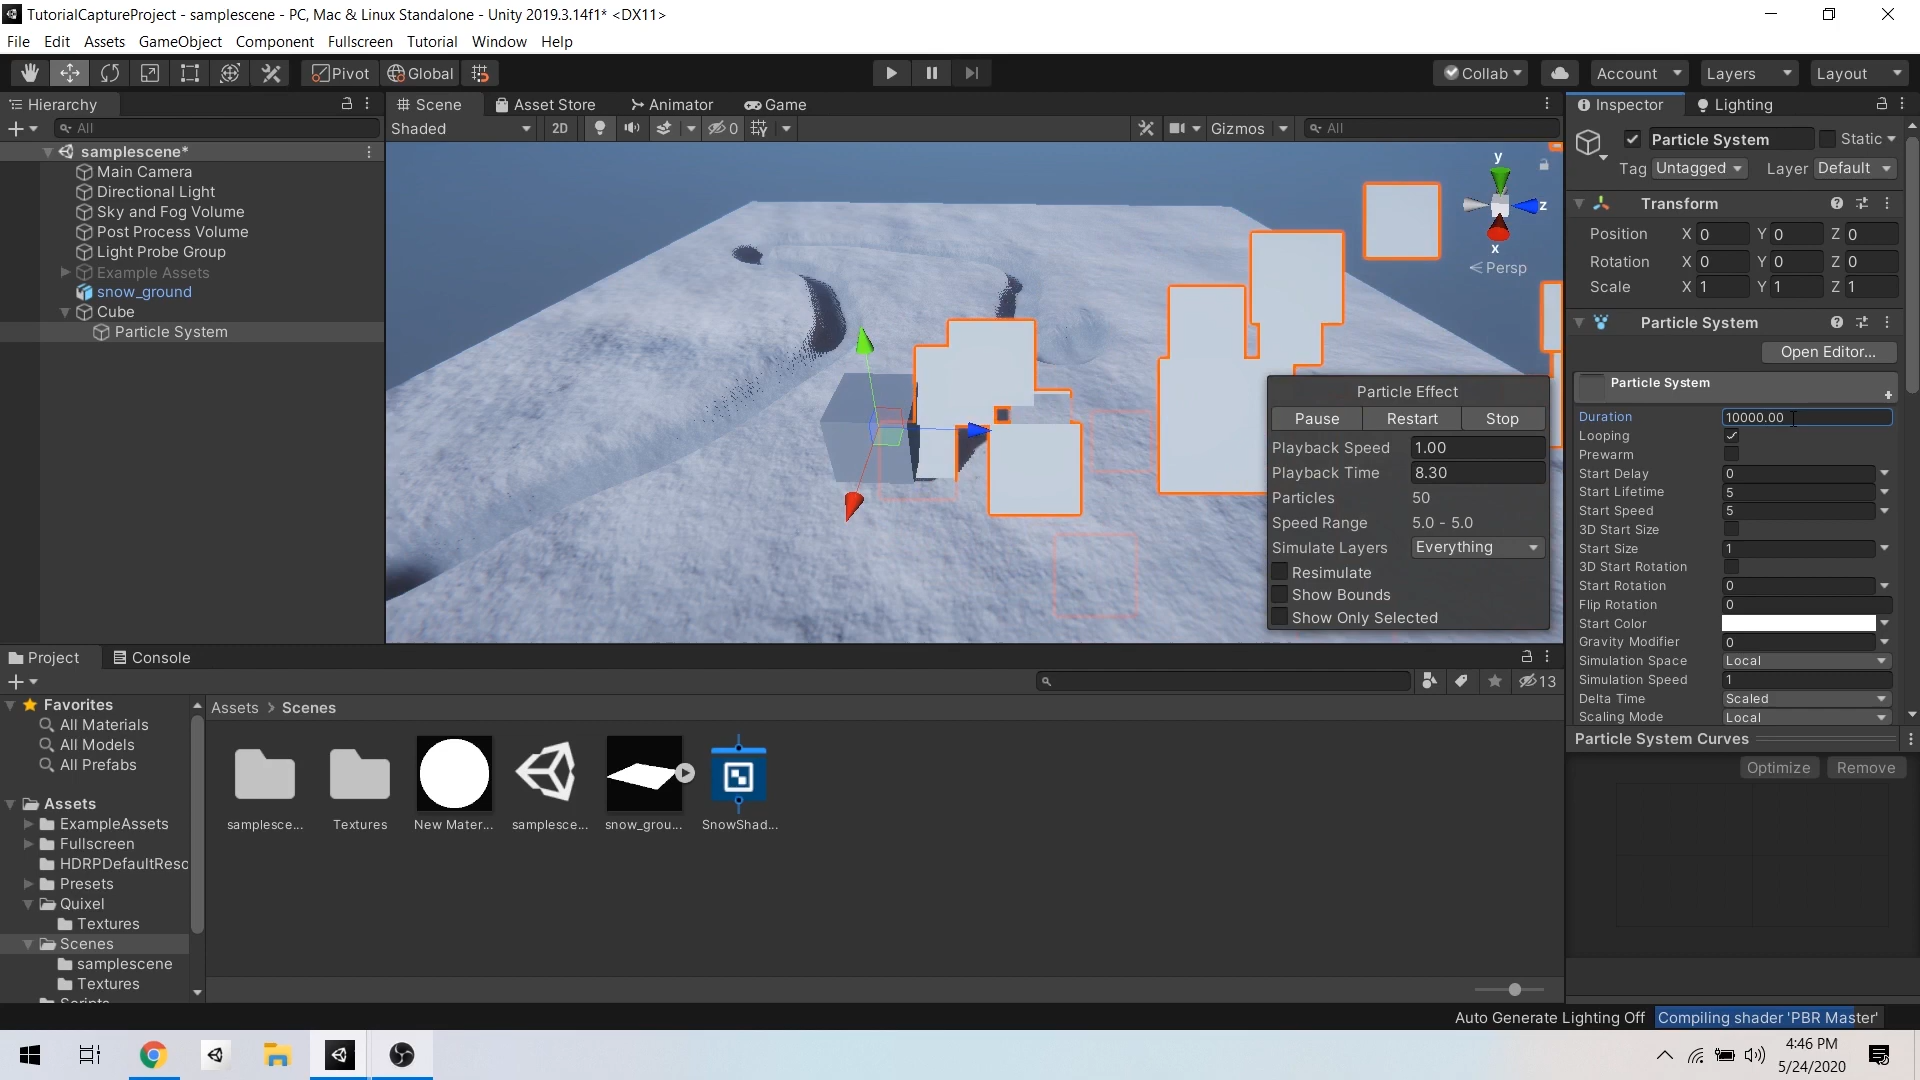 TutorialCaptureProject - samplescene - PC, Mac & Linux Standalone - Unity 2019.3.14f1* <DX11>
File Edit Assets GameObject Component Fullscreen Tutorial Window Help
Pivot Global Collab Account Layers Layout
Hierarchy
All
samplescene*
Main Camera
Directional Light
Sky and Fog Volume
Post Process Volume
Light Probe Group
Example Assets
snow_ground
Cube
Particle System
Scene Asset Store Animator Game
Shaded 2D 0 Gizmos All
y
z
x
Persp
Particle Effect
Pause Restart Stop
Playback Speed 1.00
Playback Time 8.30
Particles 50
Speed Range 5.0 - 5.0
Simulate Layers Everything
Resimulate
Show Bounds
Show Only Selected
Inspector Lighting
Particle System Static
Tag Untagged Layer Default
Transform
Position X 0 Y 0 Z 0
Rotation X 0 Y 0 Z 0
Scale X 1 Y 1 Z 1
Particle System
Open Editor...
Particle System
Duration 10000.00
Looping
Prewarm
Start Delay 0
Start Lifetime 5
Start Speed 5
3D Start Size
Start Size 1
3D Start Rotation
Start Rotation 0
Flip Rotation 0
Start Color
Gravity Modifier 0
Simulation Space Local
Simulation Speed 1
Delta Time Scaled
Scaling Mode Local
Particle System Curves
Optimize Remove
Project Console
13
Favorites
All Materials
All Models
All Prefabs
Assets
ExampleAssets
Fullscreen
HDRPDefaultResc
Presets
Quixel
Textures
Scenes
samplescene
Textures
Scripts
Assets > Scenes
samplesce... Textures New Mater... samplesce... snow_grou... SnowShad...
Auto Generate Lighting Off Compiling shader 'PBR Master'
4:46 PM
5/24/2020